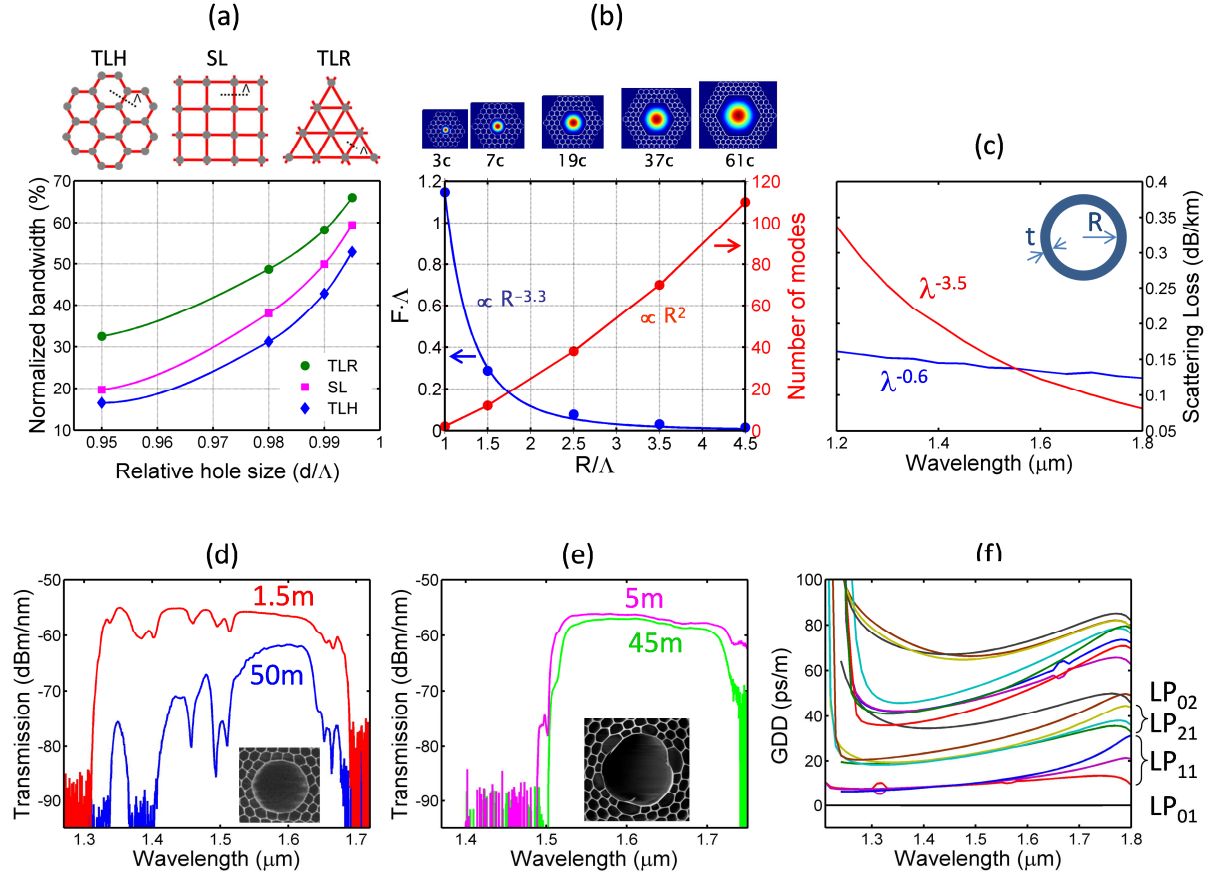 (a)
TLH SL TLR
Λ Λ Λ
Normalized bandwidth (%)
70
60
50
40
30
20
10
TLR
SL
TLH
0.95 0.96 0.97 0.98 0.99 1
Relative hole size (d/Λ)
(b)
3c 7c 19c 37c 61c
F·Λ
1.2
1
0.8
0.6
0.4
0.2
0
∝ R-3.3
∝ R2
120
100
80
60
40
20
0
Number of modes
1 1.5 2 2.5 3 3.5 4 4.5
R/Λ
(c)
t R
λ-3.5
λ-0.6
0.4
0.35
0.3
0.25
0.2
0.15
0.1
0.05
Scattering Loss (dB/km)
1.2 1.4 1.6 1.8
Wavelength (μm)
(d)
Transmission (dBm/nm)
-50
-60
-70
-80
-90
1.5m
50m
1.3 1.4 1.5 1.6 1.7
Wavelength (μm)
(e)
Transmission (dBm/nm)
-50
-60
-70
-80
-90
5m
45m
1.4 1.5 1.6 1.7
Wavelength (μm)
(f)
GDD (ps/m)
100
80
60
40
20
0
LP02
LP21
LP11
LP01
1.3 1.4 1.5 1.6 1.7 1.8
Wavelength (μm)